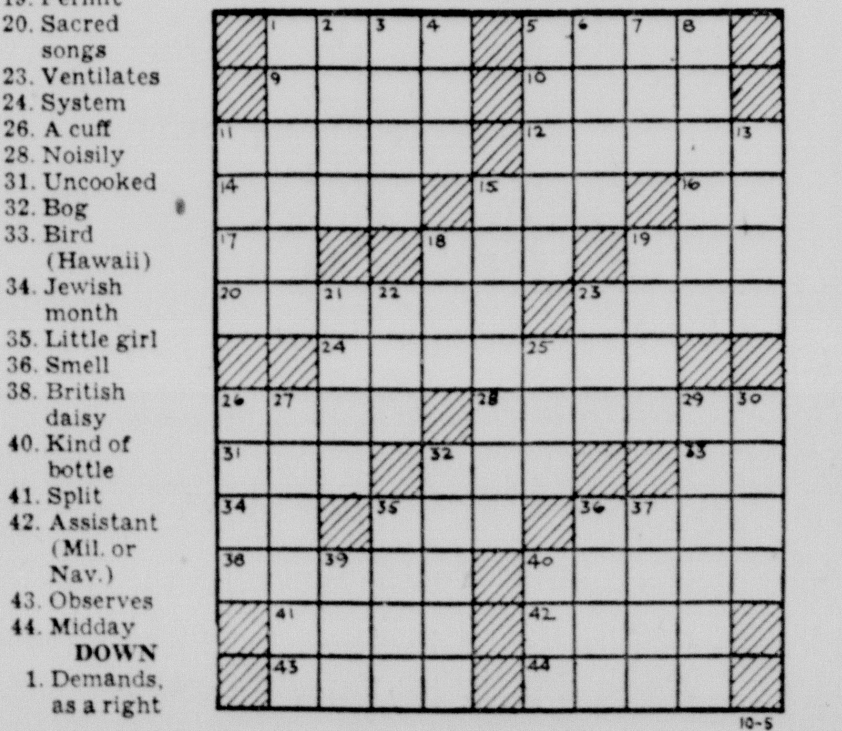 19. Permit
20. Sacred
songs
23. Ventilates
24. System
26. A cuff
28. Noisily
31. Uncooked
32. Bog
33. Bird
(Hawaii)
34. Jewish
month
35. Little girl
36. Smell
38. British
daisy
40. Kind of
bottle
41. Split
42. Assistant
(Mil. or
Nav.)
43. Observes
44. Midday
DOWN
1. Demands,
as a right
1 2 3 4 5 6 7 8
9 10
11 12 13
14 15 16
17 18 19
20 21 22 23
24 25
26 27 28 29 30
31 32 33
34 35 36 37
38 39 40
41 42
43 44
10-5